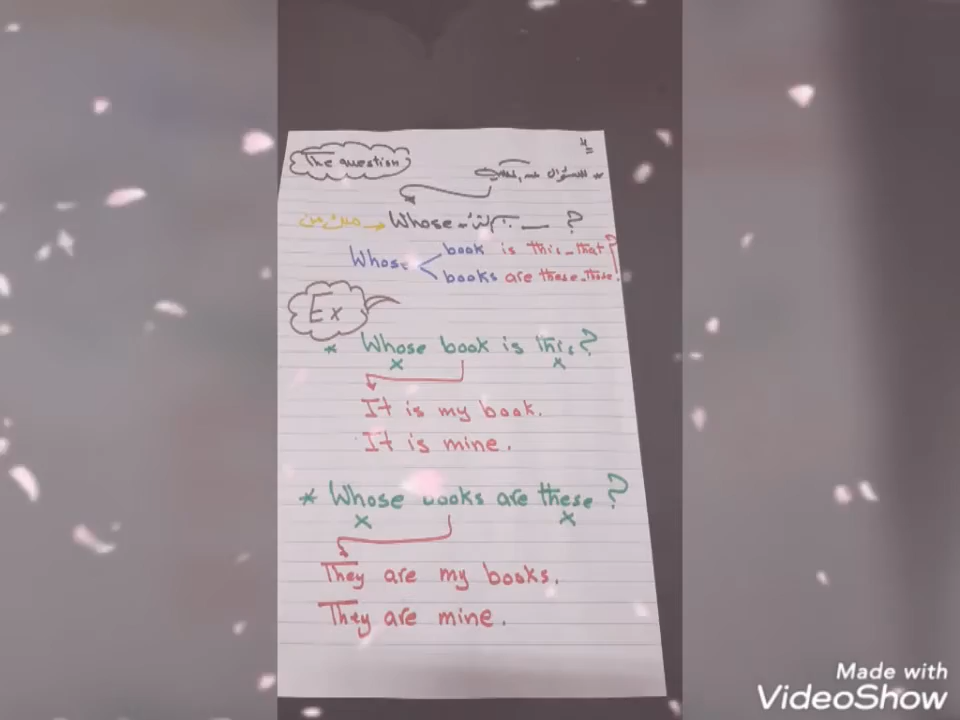 The question
* للسؤال عن
Whose ?
Whose book is this - that ?
books are these - those
Ex
* Whose book is this?
x x
It is my book.
It is mine.
* Whose books are these?
x x
They are my books.
They are mine.
Made with
VideoShow